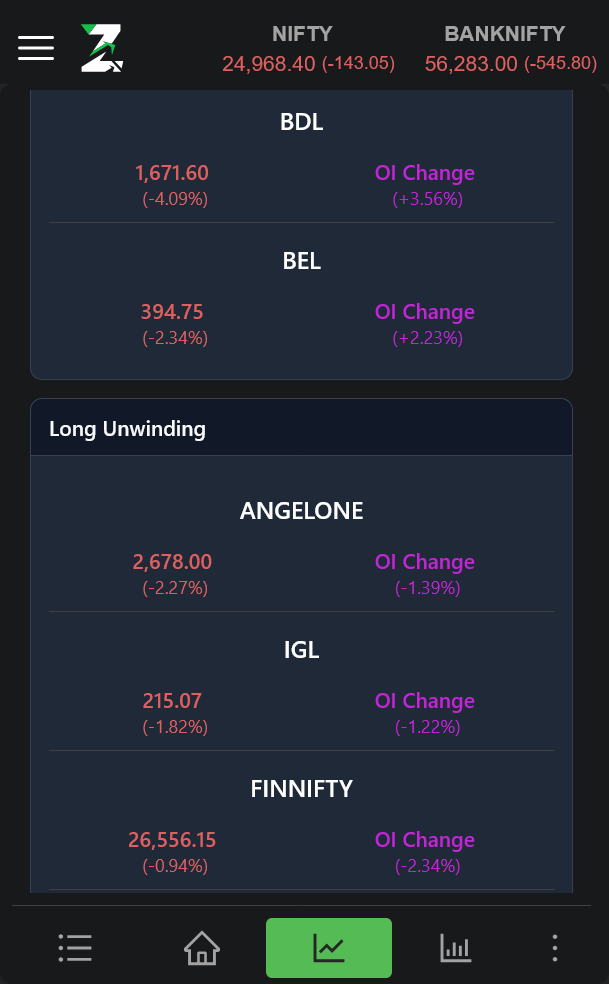 NIFTY
24,968.40 (-143.05)
BANKNIFTY
56,283.00 (-545.80)
BDL
1,671.60
(-4.09%)
OI Change
(+3.56%)
BEL
394.75
(-2.34%)
OI Change
(+2.23%)
Long Unwinding
ANGELONE
2,678.00
(-2.27%)
OI Change
(-1.39%)
IGL
215.07
(-1.82%)
OI Change
(-1.22%)
FINNIFTY
26,556.15
(-0.94%)
OI Change
(-2.34%)